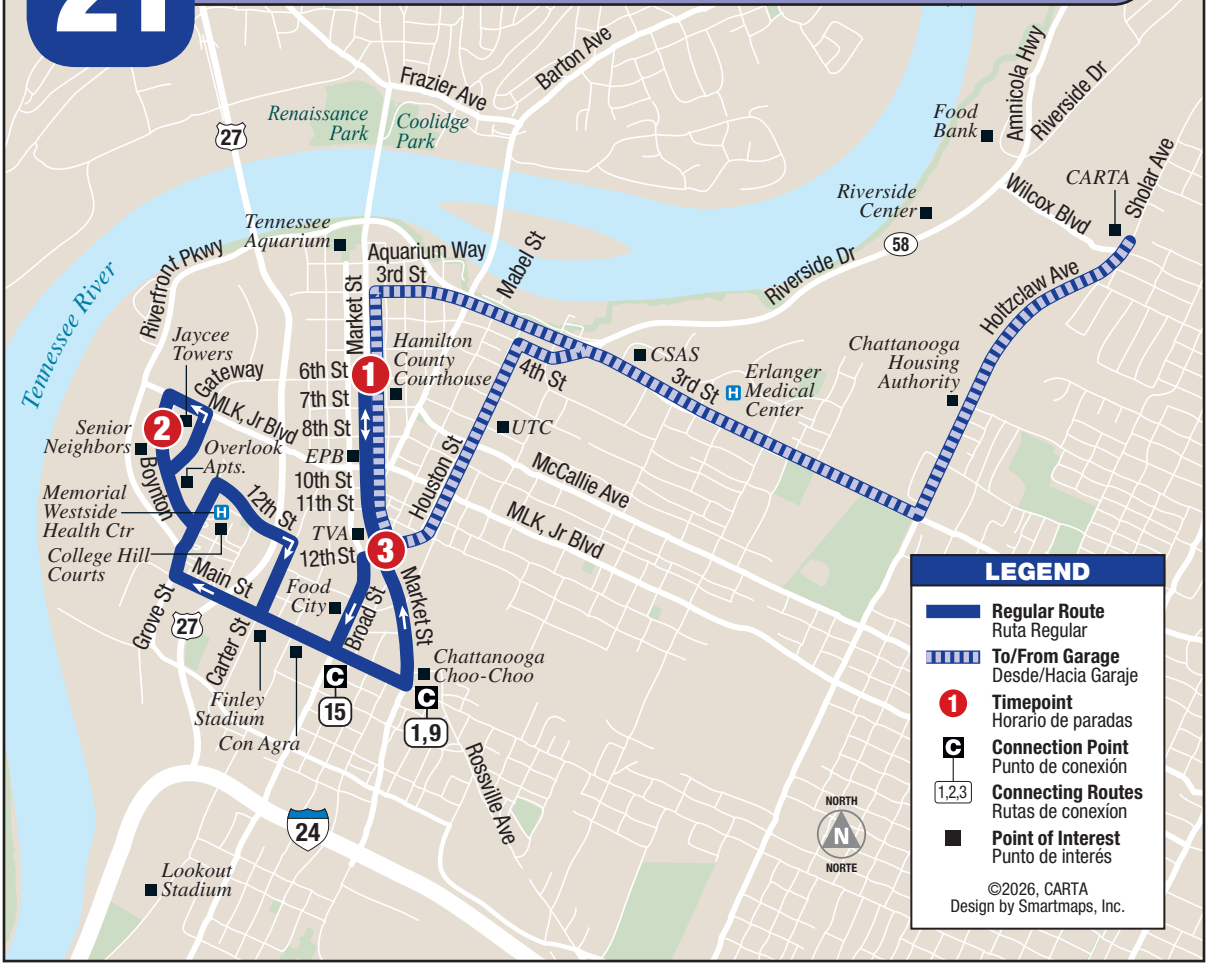 21
Frazier Ave
Barton Ave
Renaissance
Park
Coolidge
Park
27
Amnicola Hwy
Riverside Dr
Food
Bank
CARTA
Sholar Ave
Wilcox Blvd
Riverside
Center
58
Tennessee
Aquarium
Aquarium Way
3rd St
Mabel St
Riverside Dr
Riverfront Pkwy
Tennessee River
Market St
Holtzclaw Ave
Jaycee
Towers
Hamilton
County
Courthouse
6th St
1
7th St
8th St
EPB
10th St
11th St
TVA
12th St
3
4th St
CSAS
3rd St
H
Erlanger
Medical
Center
Chattanooga
Housing
Authority
Gateway
MLK, Jr Blvd
2
Senior
Neighbors
Overlook
Apts.
Boynton
UTC
Houston St
McCallie Ave
MLK, Jr Blvd
Memorial
Westside
Health Ctr
H
12th St
College Hill
Courts
Main St
Food
City
Broad St
Market St
Grove St
27
Carter St
Finley
Stadium
Con Agra
C
15
Chattanooga
Choo-Choo
C
1,9
Rossville Ave
24
Lookout
Stadium
NORTH
N
NORTE
LEGEND
Regular Route
Ruta Regular
To/From Garage
Desde/Hacia Garaje
1
Timepoint
Horario de paradas
C
Connection Point
Punto de conexión
1,2,3
Connecting Routes
Rutas de conexíon
Point of Interest
Punto de interés
©2026, CARTA
Design by Smartmaps, Inc.